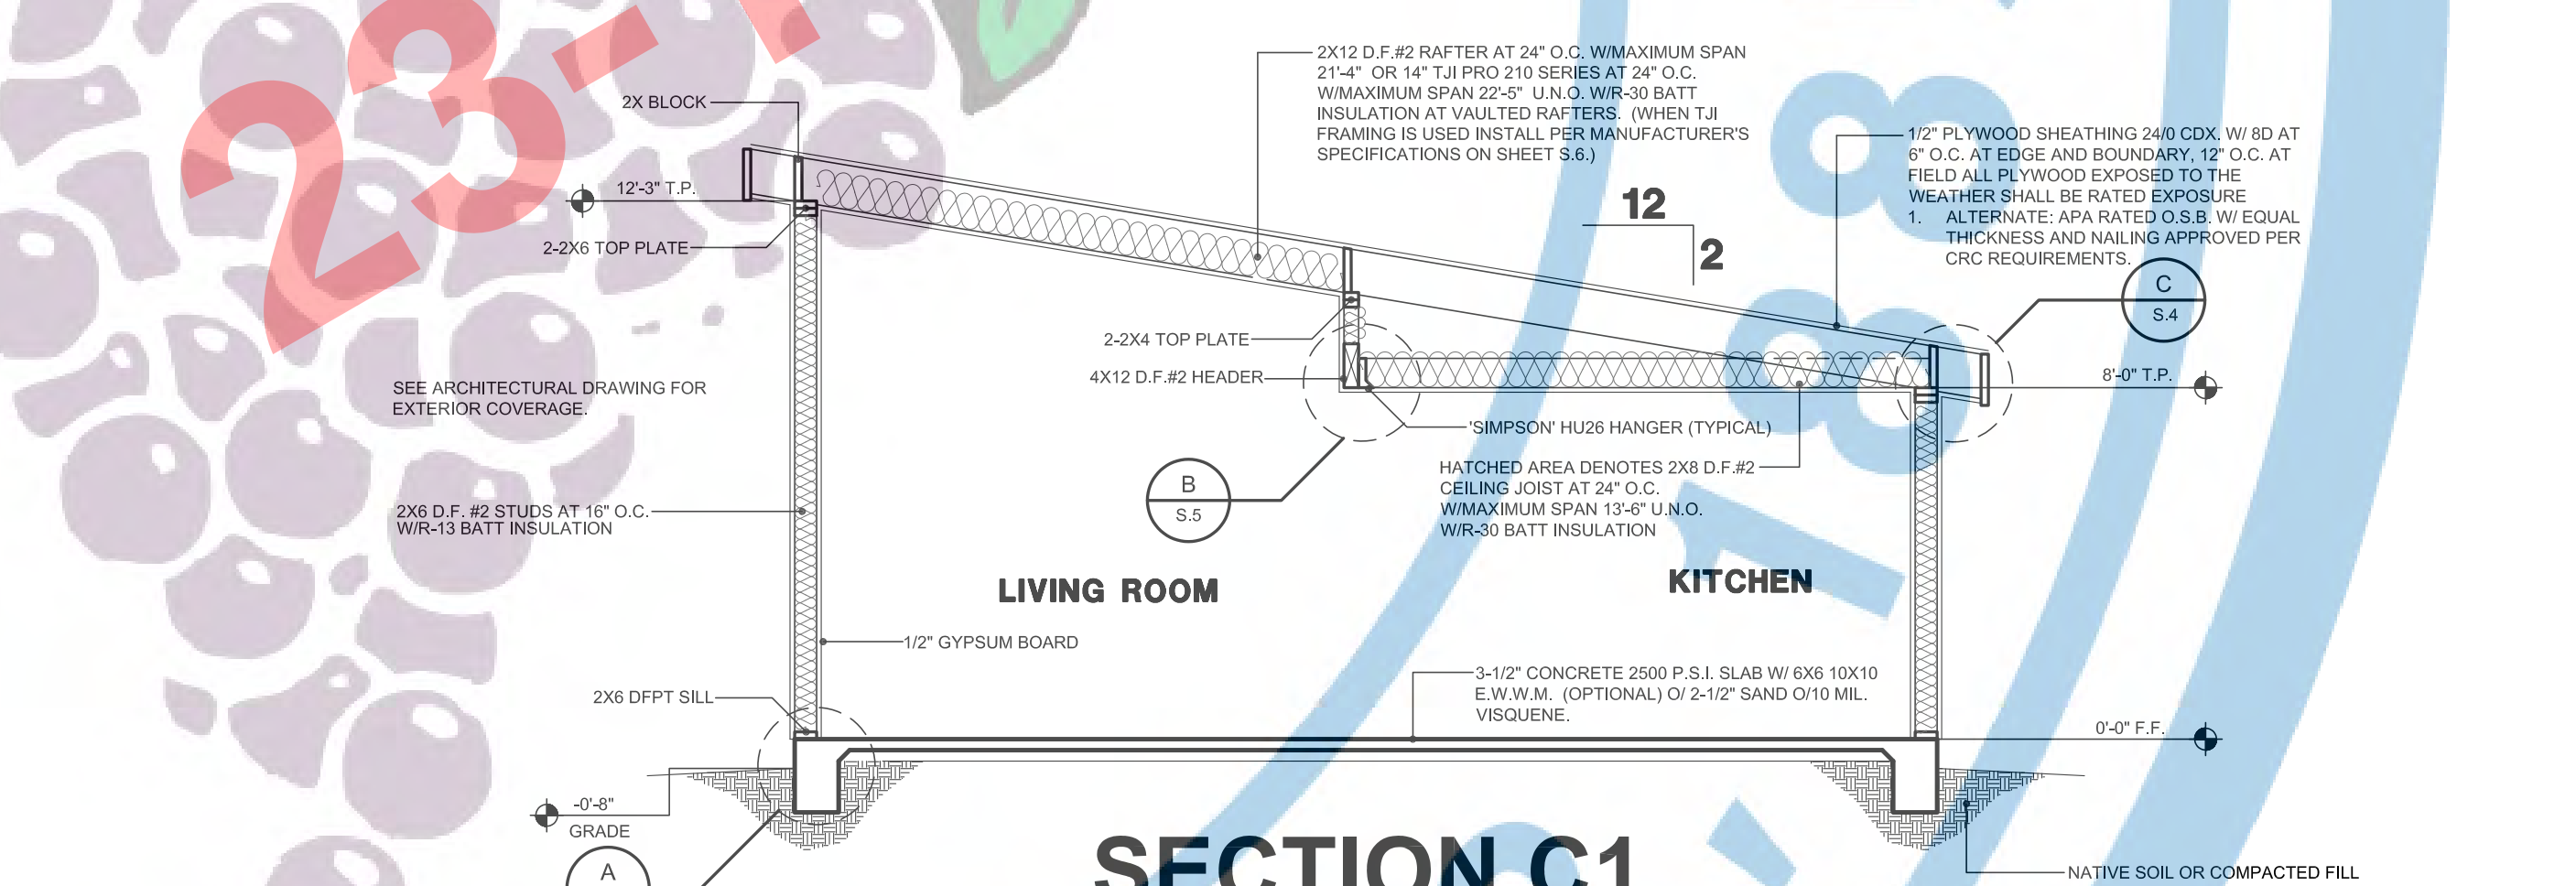 23-
2X12 D.F.#2 RAFTER AT 24" O.C. W/MAXIMUM SPAN
21'-4" OR 14" TJI PRO 210 SERIES AT 24" O.C.
W/MAXIMUM SPAN 22'-5" U.N.O. W/R-30 BATT
INSULATION AT VAULTED RAFTERS. (WHEN TJI
FRAMING IS USED INSTALL PER MANUFACTURER'S
SPECIFICATIONS ON SHEET S.6.)
2X BLOCK
1/2" PLYWOOD SHEATHING 24/0 CDX. W/ 8D AT
6" O.C. AT EDGE AND BOUNDARY, 12" O.C. AT
FIELD ALL PLYWOOD EXPOSED TO THE
WEATHER SHALL BE RATED EXPOSURE
1. ALTERNATE: APA RATED O.S.B. W/ EQUAL
THICKNESS AND NAILING APPROVED PER
CRC REQUIREMENTS.
12'-3" T.P.
12
2
2-2X6 TOP PLATE
C
S.4
2-2X4 TOP PLATE
4X12 D.F.#2 HEADER
8'-0" T.P.
SEE ARCHITECTURAL DRAWING FOR
EXTERIOR COVERAGE.
'SIMPSON' HU26 HANGER (TYPICAL)
HATCHED AREA DENOTES 2X8 D.F.#2
CEILING JOIST AT 24" O.C.
W/MAXIMUM SPAN 13'-6" U.N.O.
W/R-30 BATT INSULATION
B
S.5
2X6 D.F. #2 STUDS AT 16" O.C.
W/R-13 BATT INSULATION
LIVING ROOM
KITCHEN
1/2" GYPSUM BOARD
3-1/2" CONCRETE 2500 P.S.I. SLAB W/ 6X6 10X10
E.W.W.M. (OPTIONAL) O/ 2-1/2" SAND O/10 MIL.
VISQUENE.
2X6 DFPT SILL
0'-0" F.F.
-0'-8"
GRADE
A
SECTION C1
NATIVE SOIL OR COMPACTED FILL
188